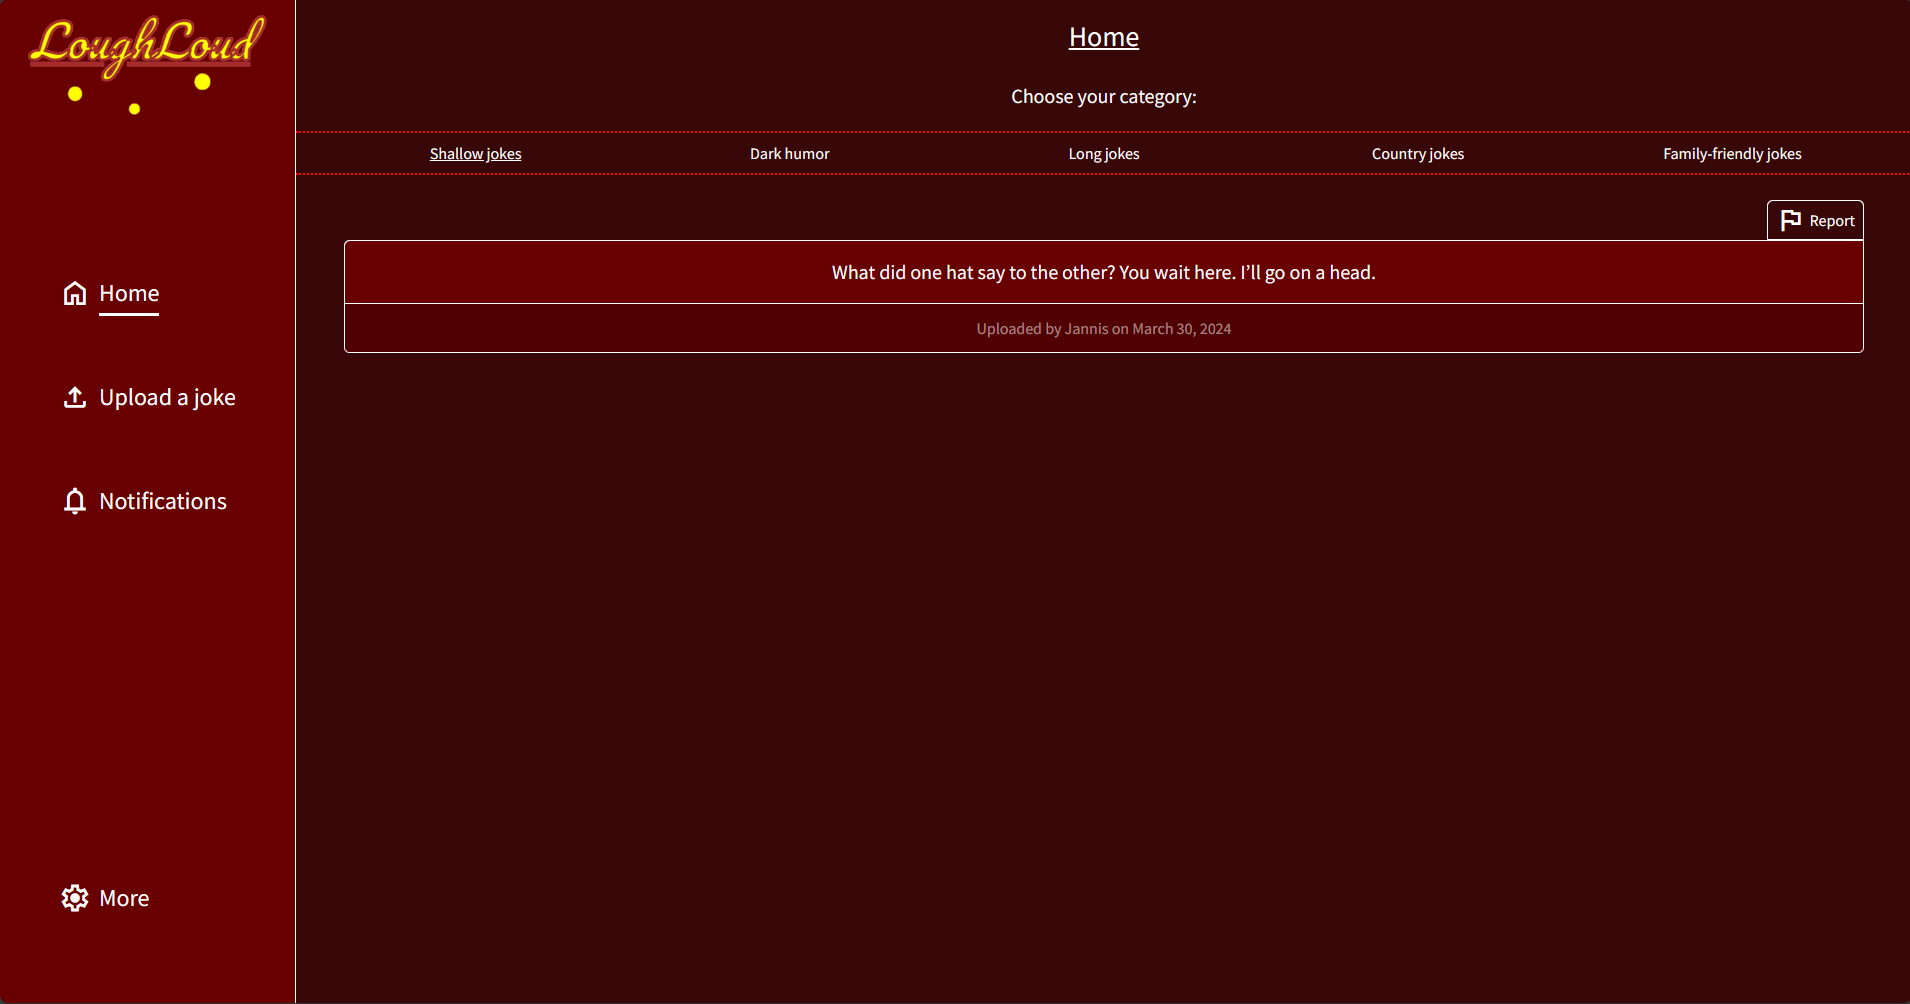 LoughLoud
Home
Upload a joke
Notifications
More
Home
Choose your category:
Shallow jokes Dark humor Long jokes Country jokes Family-friendly jokes
Report
What did one hat say to the other? You wait here. I’ll go on a head.
Uploaded by Jannis on March 30, 2024